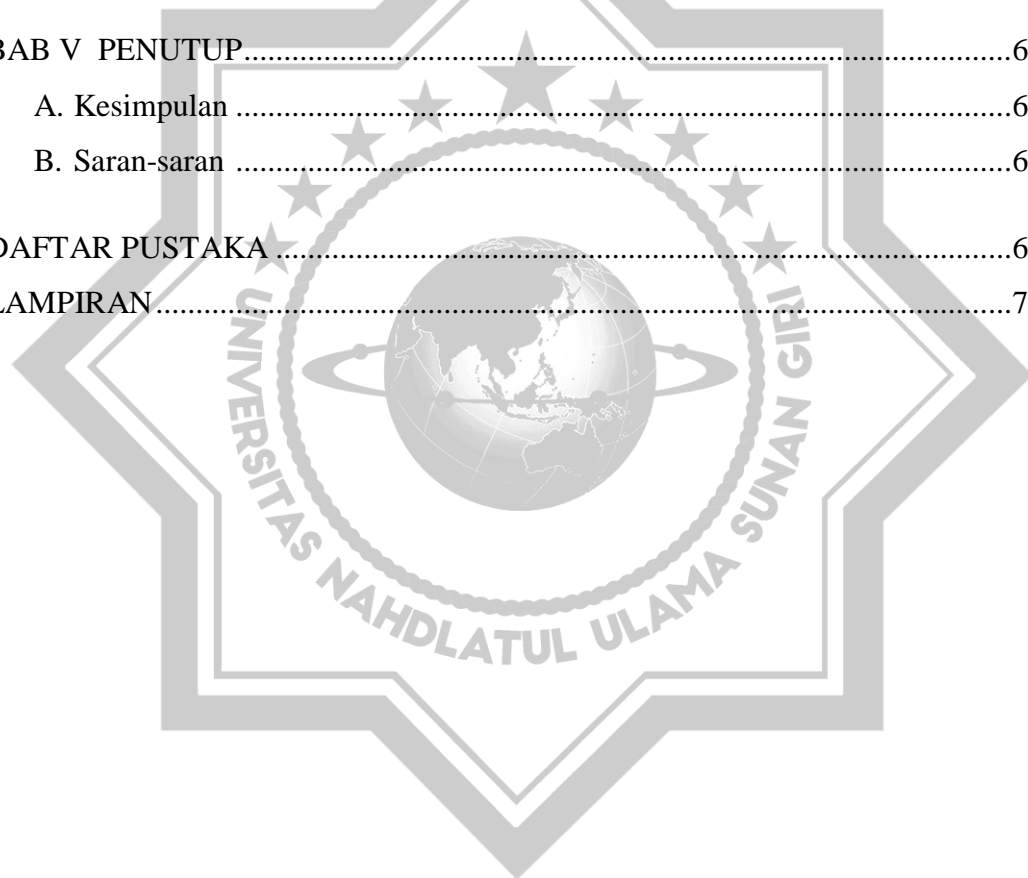 BAB V PENUTUP........................................................................................6
A. Kesimpulan ........................................................................................6
B. Saran-saran ........................................................................................6
DAFTAR PUSTAKA ........................................................................................6
LAMPIRAN........................................................................................7
UNIVERSITAS NAHDLATUL ULAMA SUNAN GIRI